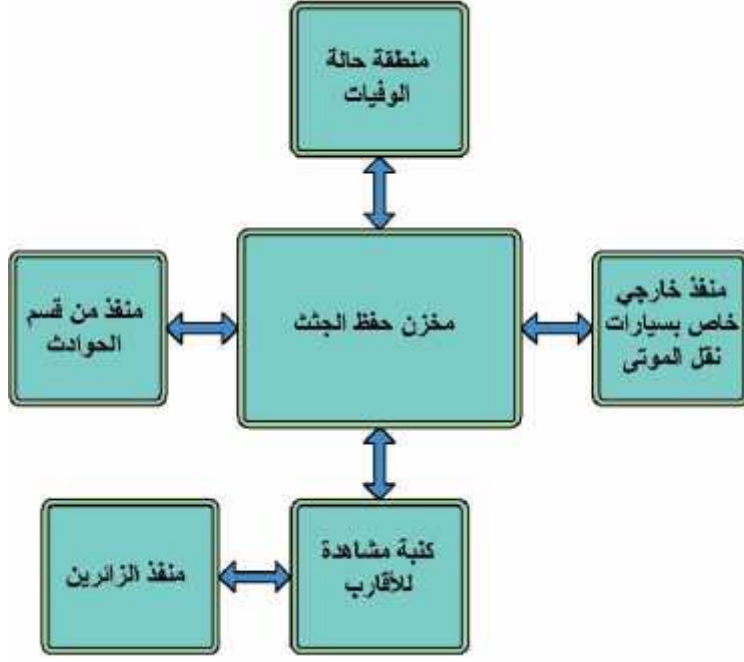 منطقة حالة
الوفيات
منفذ خارجي
خاص بسيارات
نقل الموتى
مخزن حفظ الجثث
منفذ من قسم
الحوادث
كنبة مشاهدة
للأقارب
منفذ الزائرين